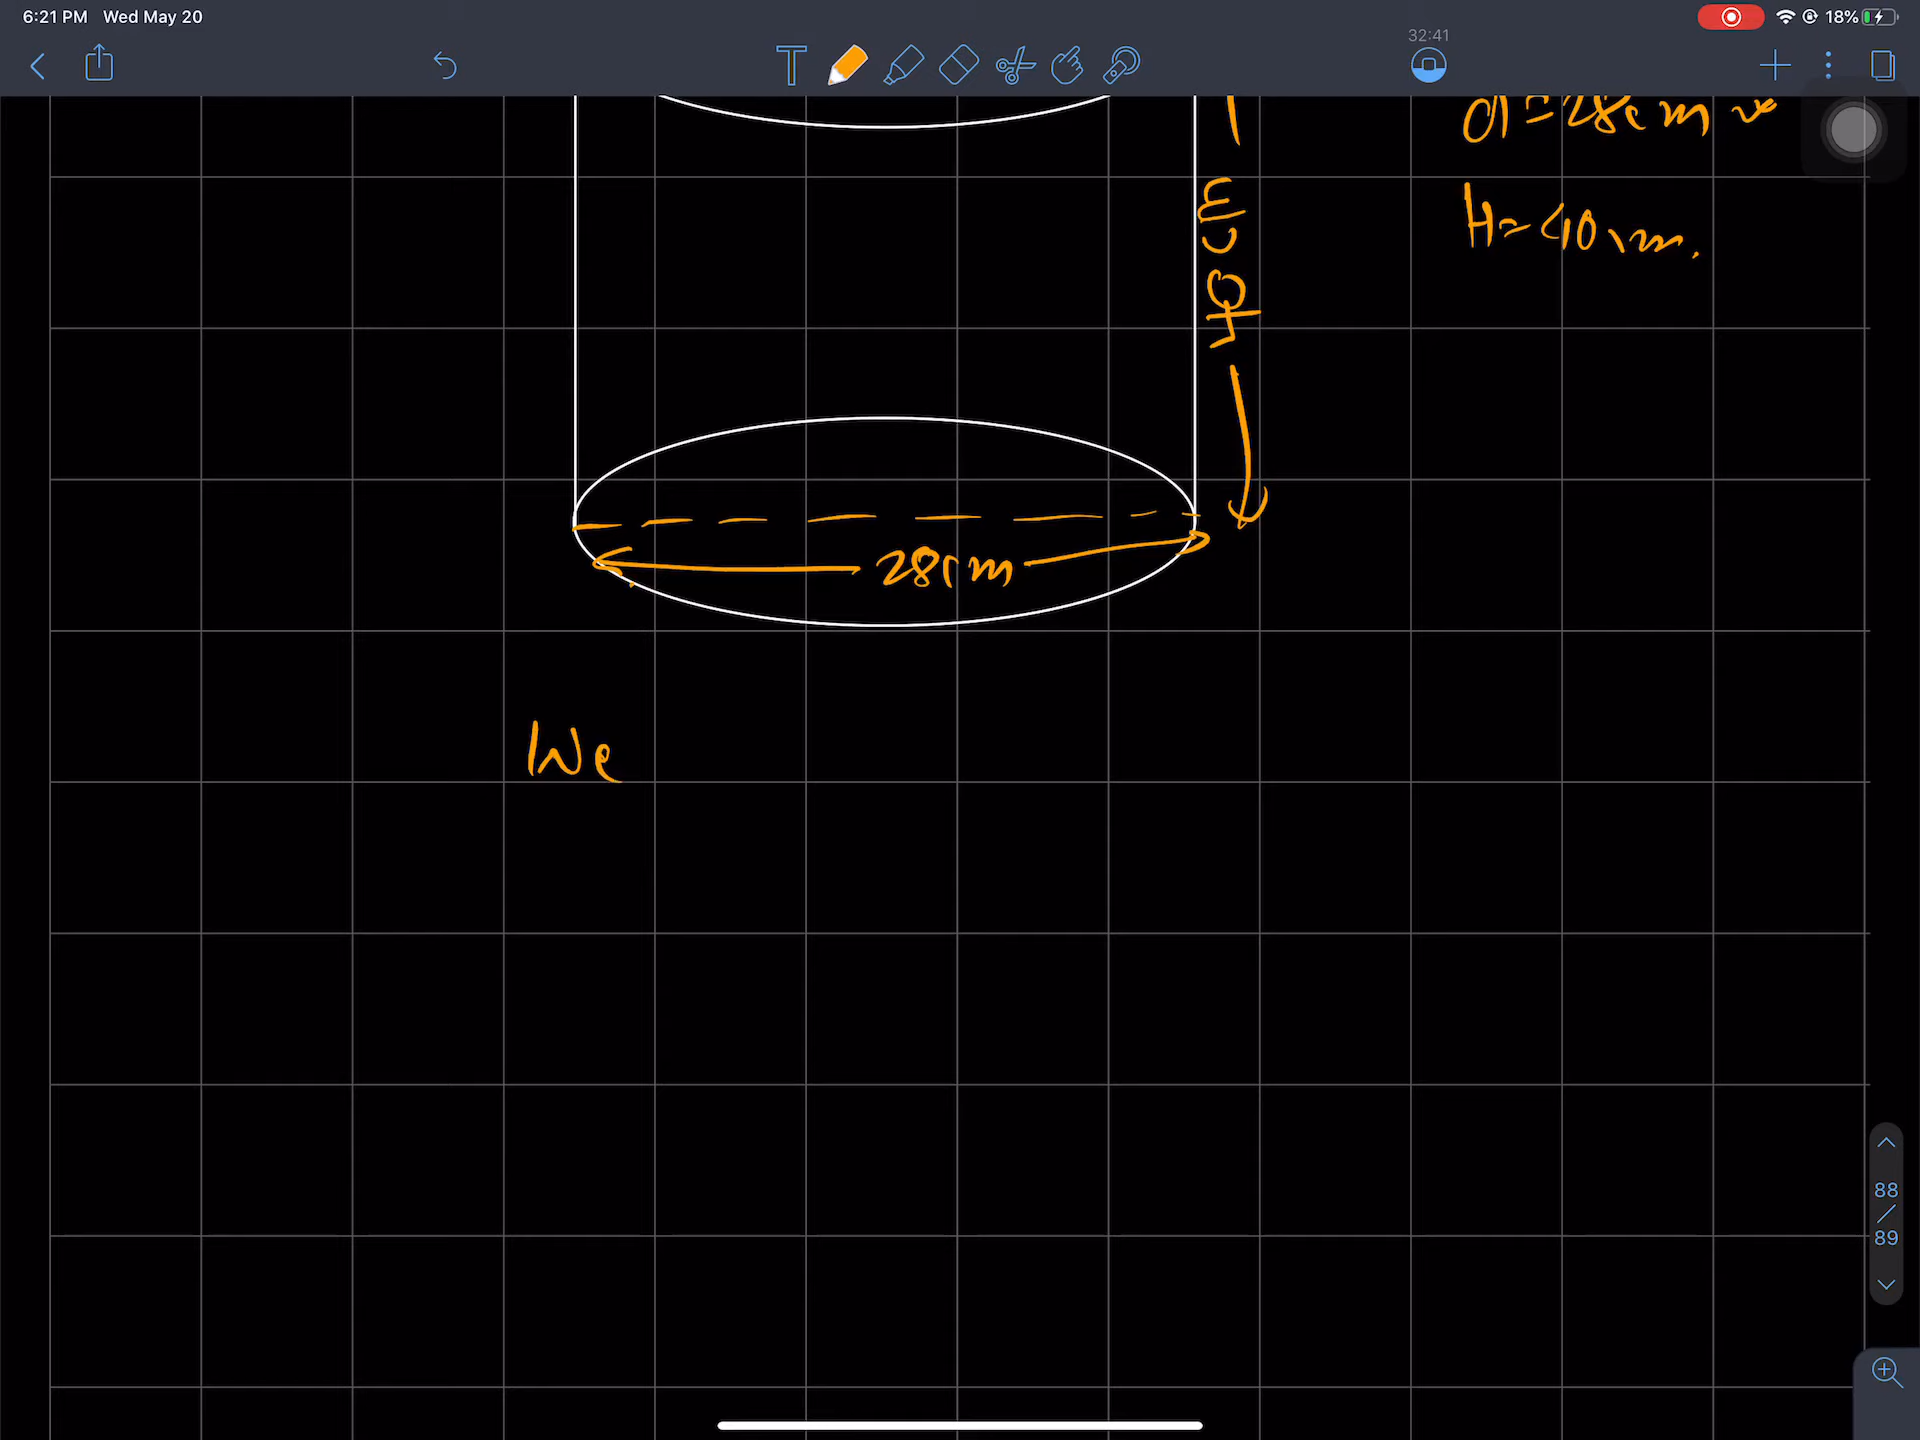 6:21 PM Wed May 20
18%
32:41
d = 28cm
H = 40cm.
40cm
28cm
We
88
/
89